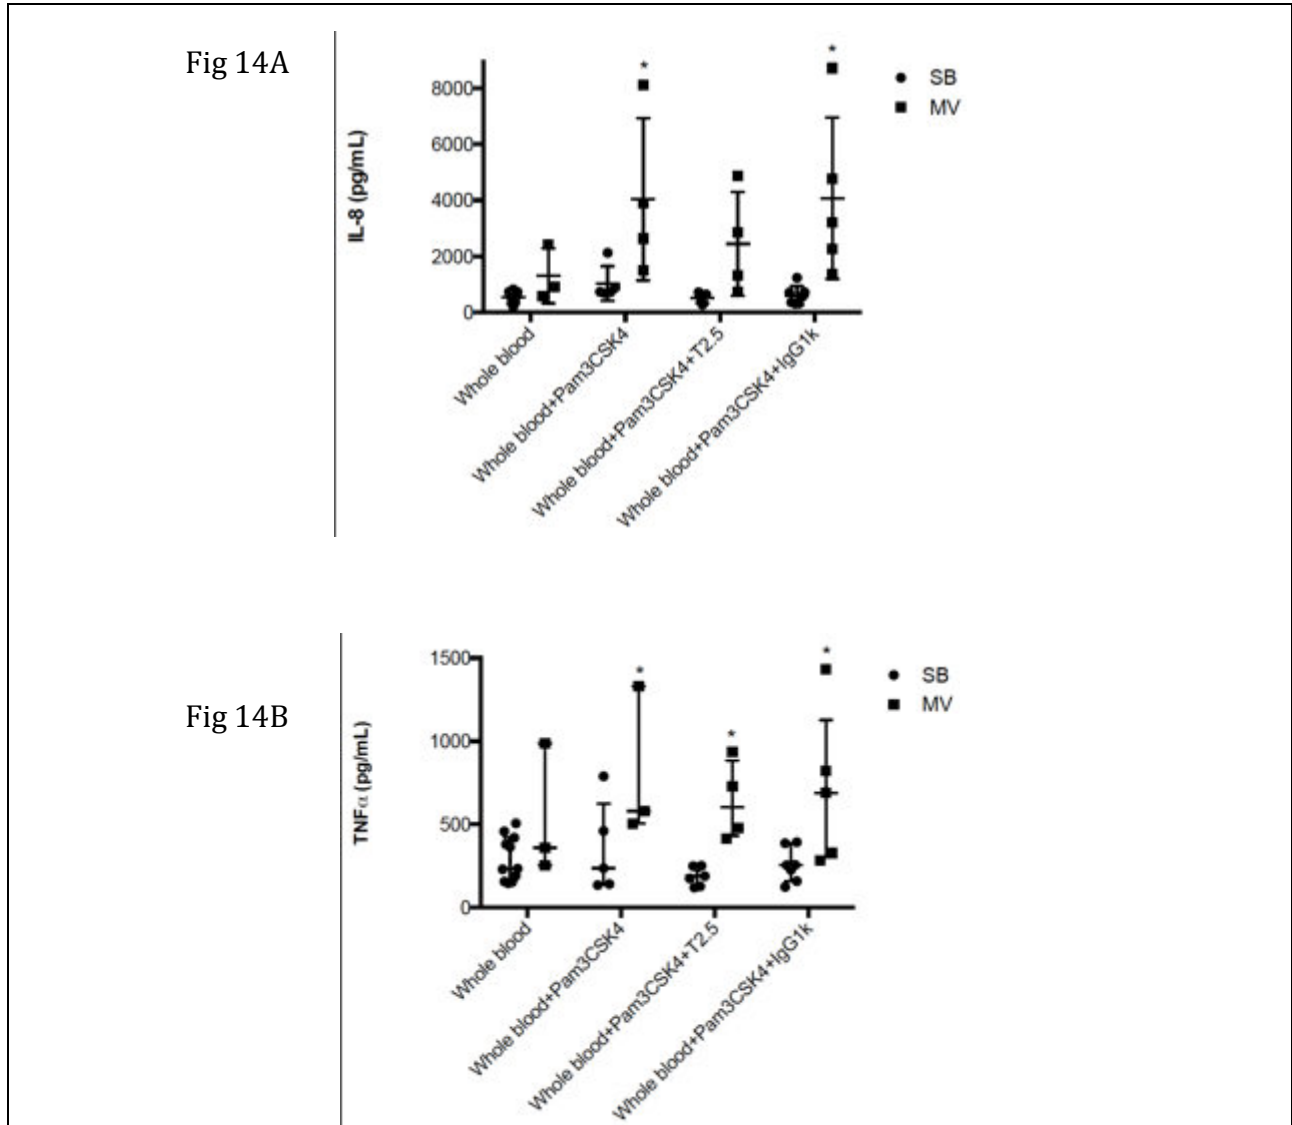 Fig 14A
IL-8 (pg/mL)
8000
6000
4000
2000
0
*
*
SB
MV
Whole blood
Whole blood+Pam3CSK4
Whole blood+Pam3CSK4+T2.5
Whole blood+Pam3CSK4+IgG1k
Fig 14B
TNFα (pg/mL)
1500
1000
500
0
*
*
*
SB
MV
Whole blood
Whole blood+Pam3CSK4
Whole blood+Pam3CSK4+T2.5
Whole blood+Pam3CSK4+IgG1k